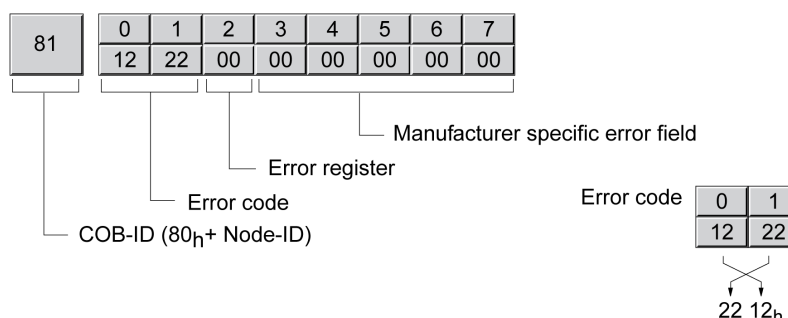 81
0 1 2 3 4 5 6 7
12 22 00 00 00 00 00 00
Manufacturer specific error field
Error register
Error code
COB-ID (80h+ Node-ID)
Error code
0 1
12 22
22 12h